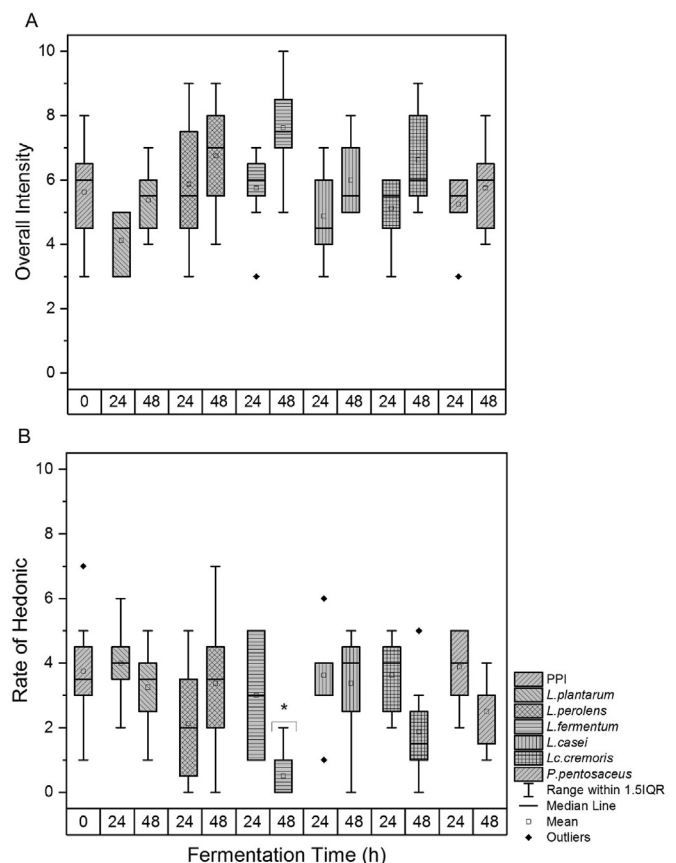 A
10
8
6
4
2
0
Overall Intensity
0 24 48 24 48 24 48 24 48 24 48 24 48
B
10
8
6
4
2
0
Rate of Hedonic
*
0 24 48 24 48 24 48 24 48 24 48 24 48
Fermentation Time (h)
PPI
L.plantarum
L.perolens
L.fermentum
L.casei
Lc.cremoris
P.pentosaceus
Range within 1.5IQR
Median Line
Mean
Outliers